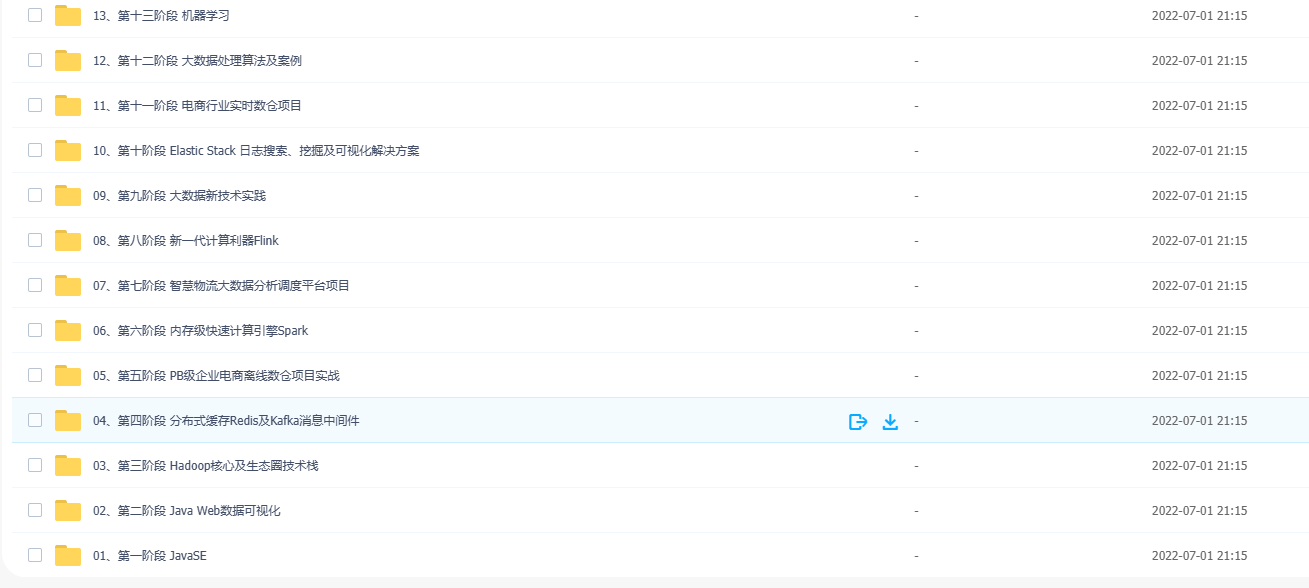 13、第十三阶段 机器学习 - 2022-07-01 21:15
12、第十二阶段 大数据处理算法及案例 - 2022-07-01 21:15
11、第十一阶段 电商行业实时数仓项目 - 2022-07-01 21:15
10、第十阶段 Elastic Stack 日志搜索、挖掘及可视化解决方案 - 2022-07-01 21:15
09、第九阶段 大数据新技术实践 - 2022-07-01 21:15
08、第八阶段 新一代计算利器Flink - 2022-07-01 21:15
07、第七阶段 智慧物流大数据分析调度平台项目 - 2022-07-01 21:15
06、第六阶段 内存级快速计算引擎Spark - 2022-07-01 21:15
05、第五阶段 PB级企业电商离线数仓项目实战 - 2022-07-01 21:15
04、第四阶段 分布式缓存Redis及Kafka消息中间件 - 2022-07-01 21:15
03、第三阶段 Hadoop核心及生态圈技术栈 - 2022-07-01 21:15
02、第二阶段 Java Web数据可视化 - 2022-07-01 21:15
01、第一阶段 JavaSE - 2022-07-01 21:15